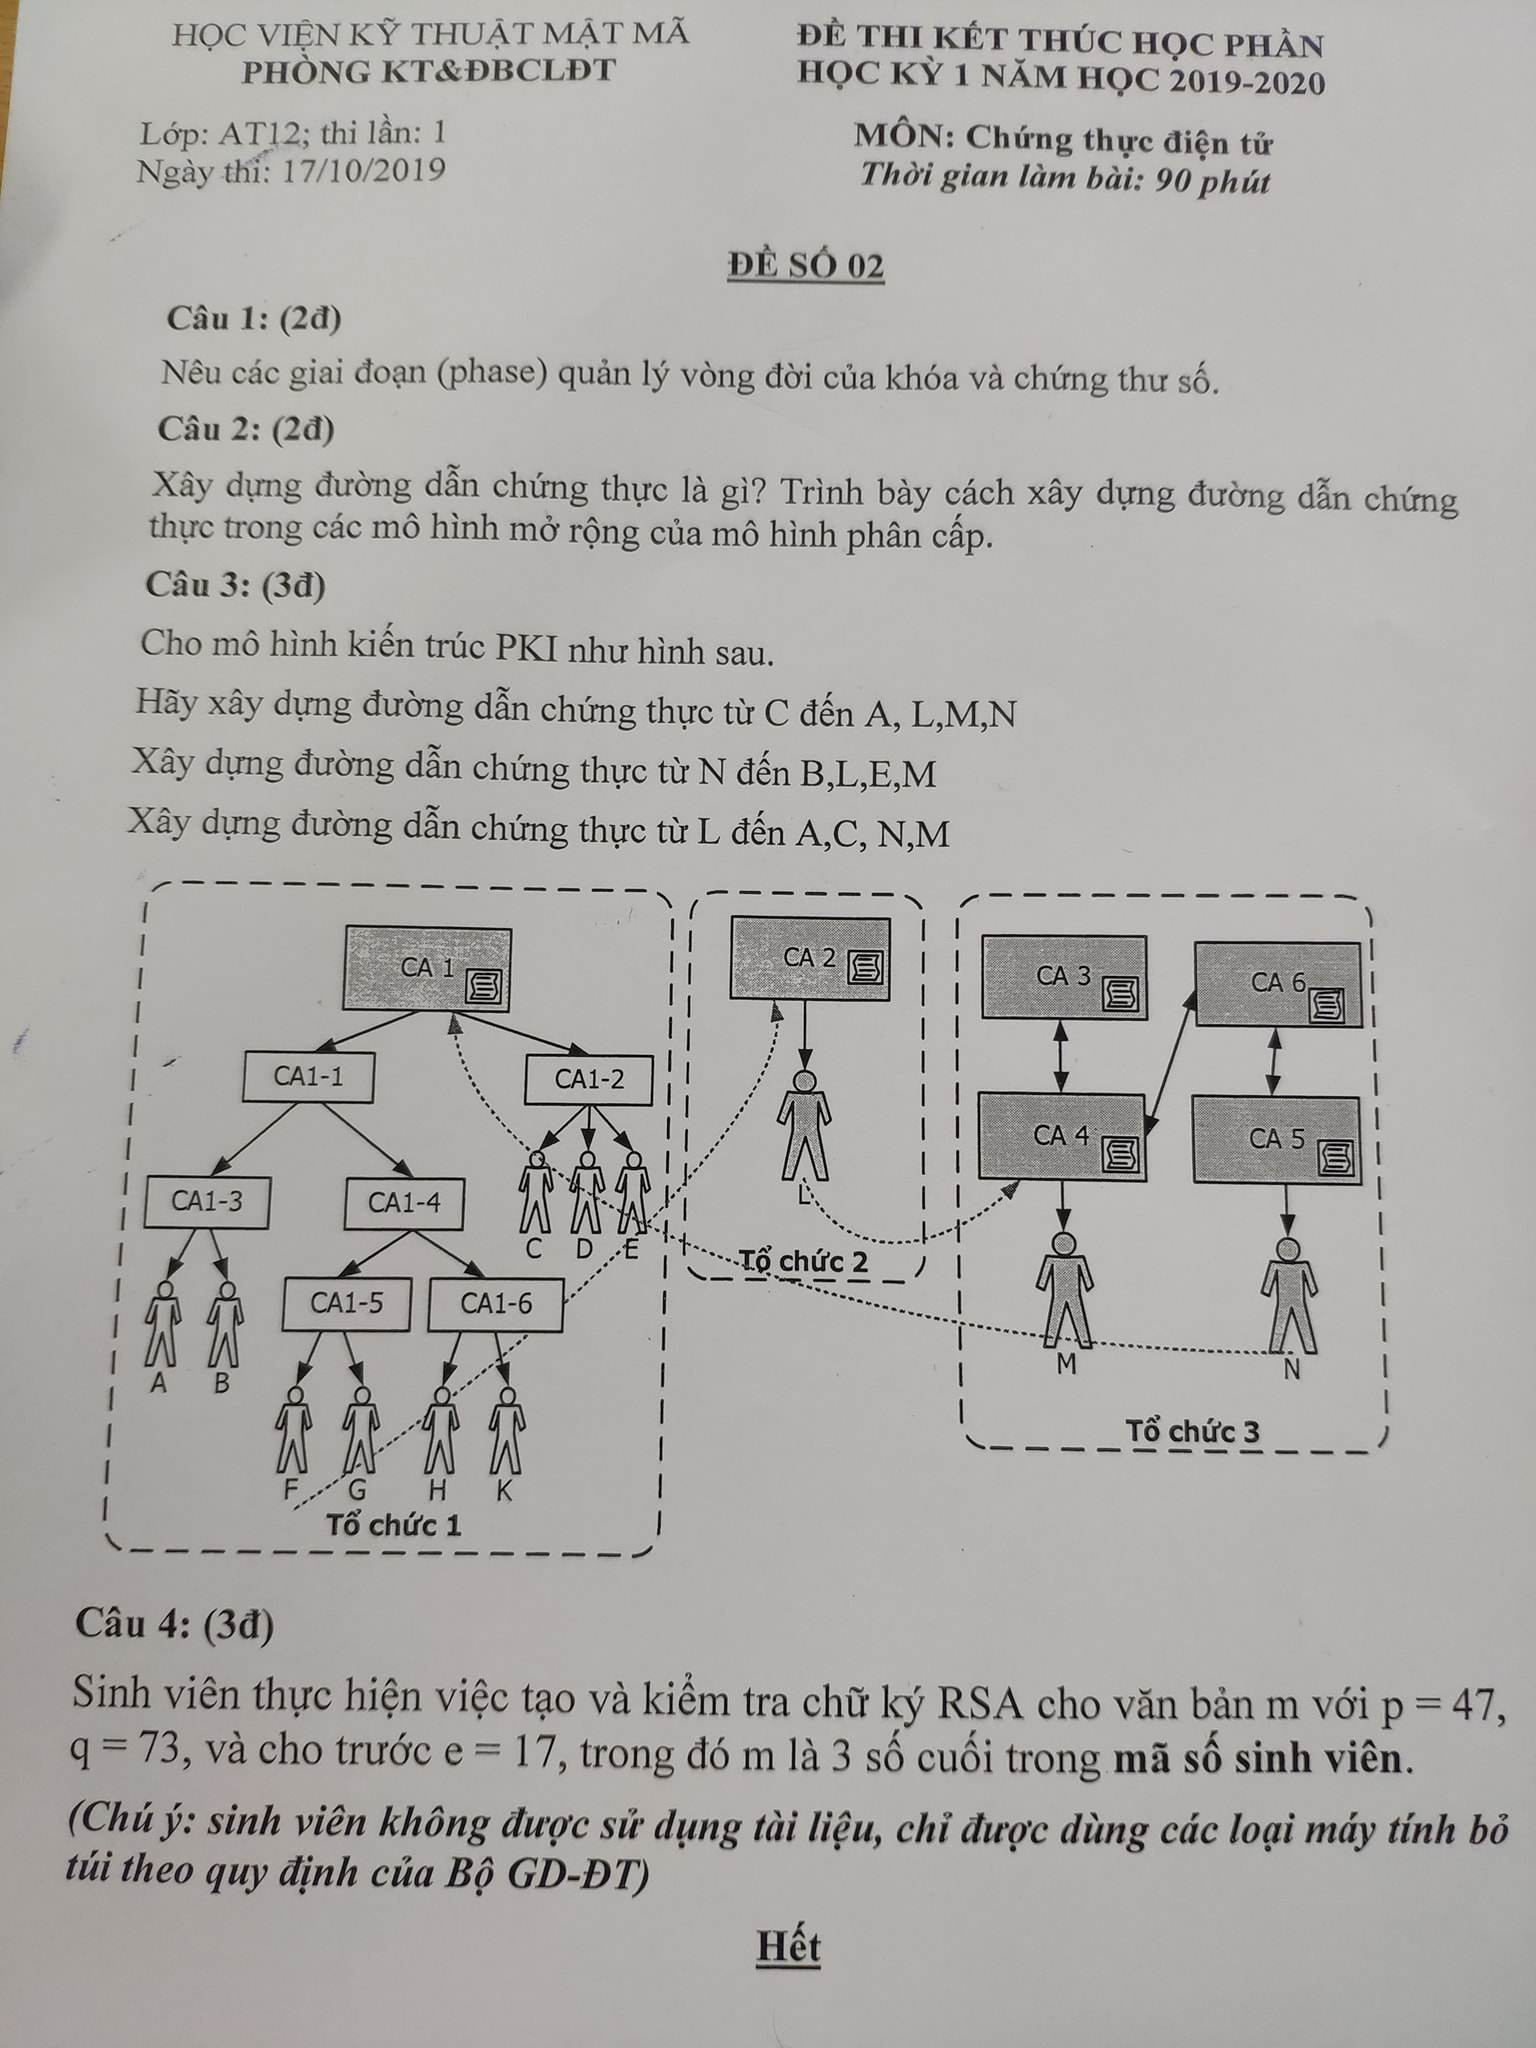 HỌC VIỆN KỸ THUẬT MẬT MÃ
PHÒNG KT&ĐBCLĐT
ĐỀ THI KẾT THÚC HỌC PHẦN
HỌC KỲ 1 NĂM HỌC 2019-2020
Lớp: AT12; thi lần: 1
Ngày thi: 17/10/2019
MÔN: Chứng thực điện tử
Thời gian làm bài: 90 phút
ĐỀ SỐ 02
Câu 1: (2đ)
Nêu các giai đoạn (phase) quản lý vòng đời của khóa và chứng thư số.
Câu 2: (2đ)
Xây dựng đường dẫn chứng thực là gì? Trình bày cách xây dựng đường dẫn chứng
thực trong các mô hình mở rộng của mô hình phân cấp.
Câu 3: (3đ)
Cho mô hình kiến trúc PKI như hình sau.
Hãy xây dựng đường dẫn chứng thực từ C đến A, L,M,N
Xây dựng đường dẫn chứng thực từ N đến B,L,E,M
Xây dựng đường dẫn chứng thực từ L đến A,C, N,M
CA 1
CA1-1
CA1-2
CA1-3
CA1-4
C D E
CA1-5
CA1-6
A B
F G H K
Tổ chức 1
CA 2
L
Tổ chức 2
CA 3
CA 6
CA 4
CA 5
M
N
Tổ chức 3
Câu 4: (3đ)
Sinh viên thực hiện việc tạo và kiểm tra chữ ký RSA cho văn bản m với p = 47,
q = 73, và cho trước e = 17, trong đó m là 3 số cuối trong mã số sinh viên.
(Chú ý: sinh viên không được sử dụng tài liệu, chỉ được dùng các loại máy tính bỏ
túi theo quy định của Bộ GD-ĐT)
Hết